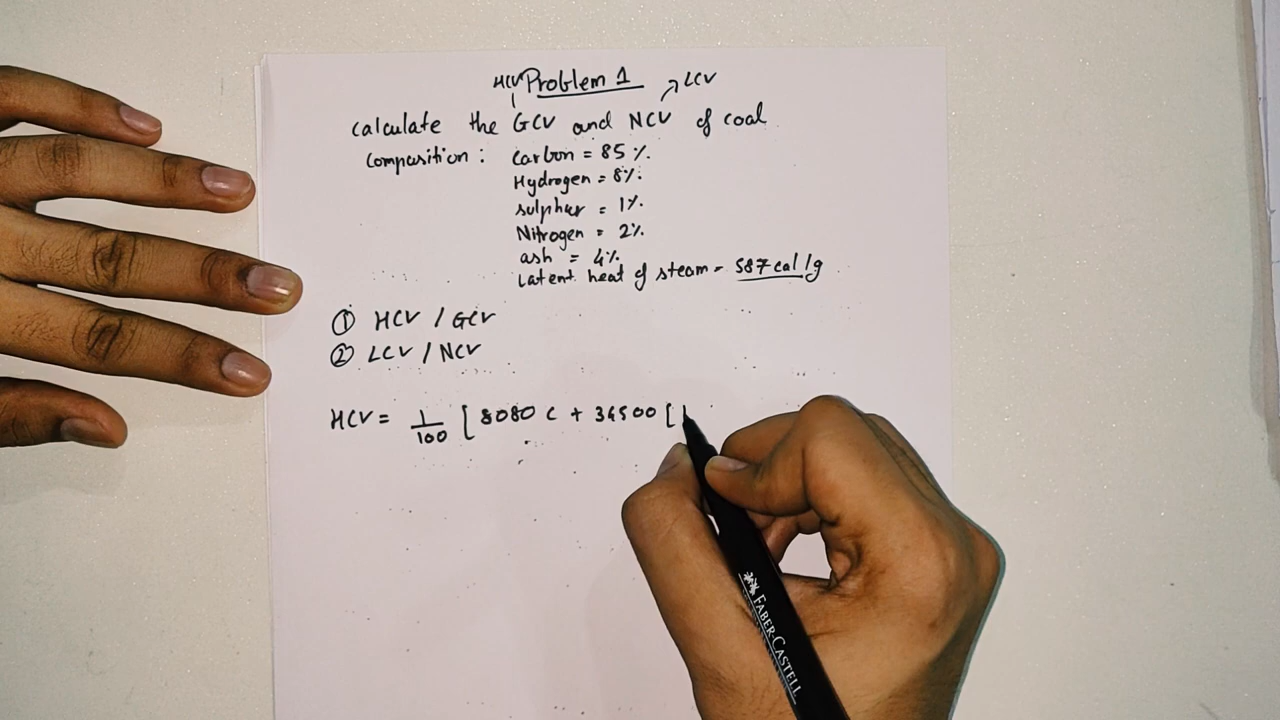 HCV Problem 1 → LCV
calculate the GCV and NCV of coal
composition : carbon = 85 %.
Hydrogen = 8%.
sulphur = 1%.
Nitrogen = 2%.
ash = 4%.
Latent heat of steam = 587 cal/g
① HCV / GCV
② LCV / NCV
HCV = 1/100 [ 8080 C + 34500 [
FABER-CASTELL